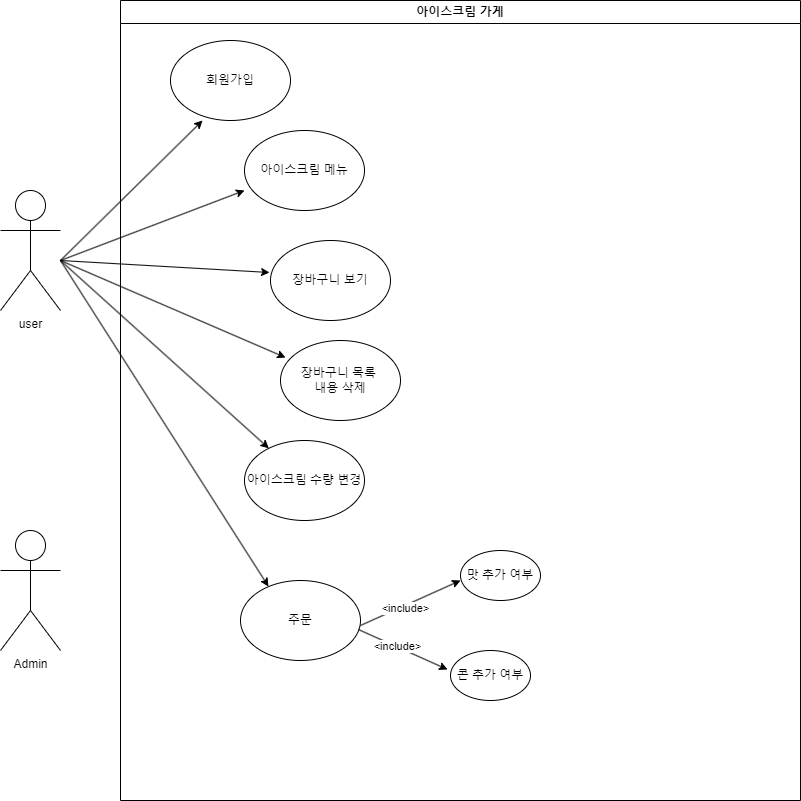 아이스크림 가게
회원가입
아이스크림 메뉴
user
장바구니 보기
장바구니 목록
내용 삭제
아이스크림 수량 변경
Admin
주문
<include>
맛 추가 여부
<include>
콘 추가 여부